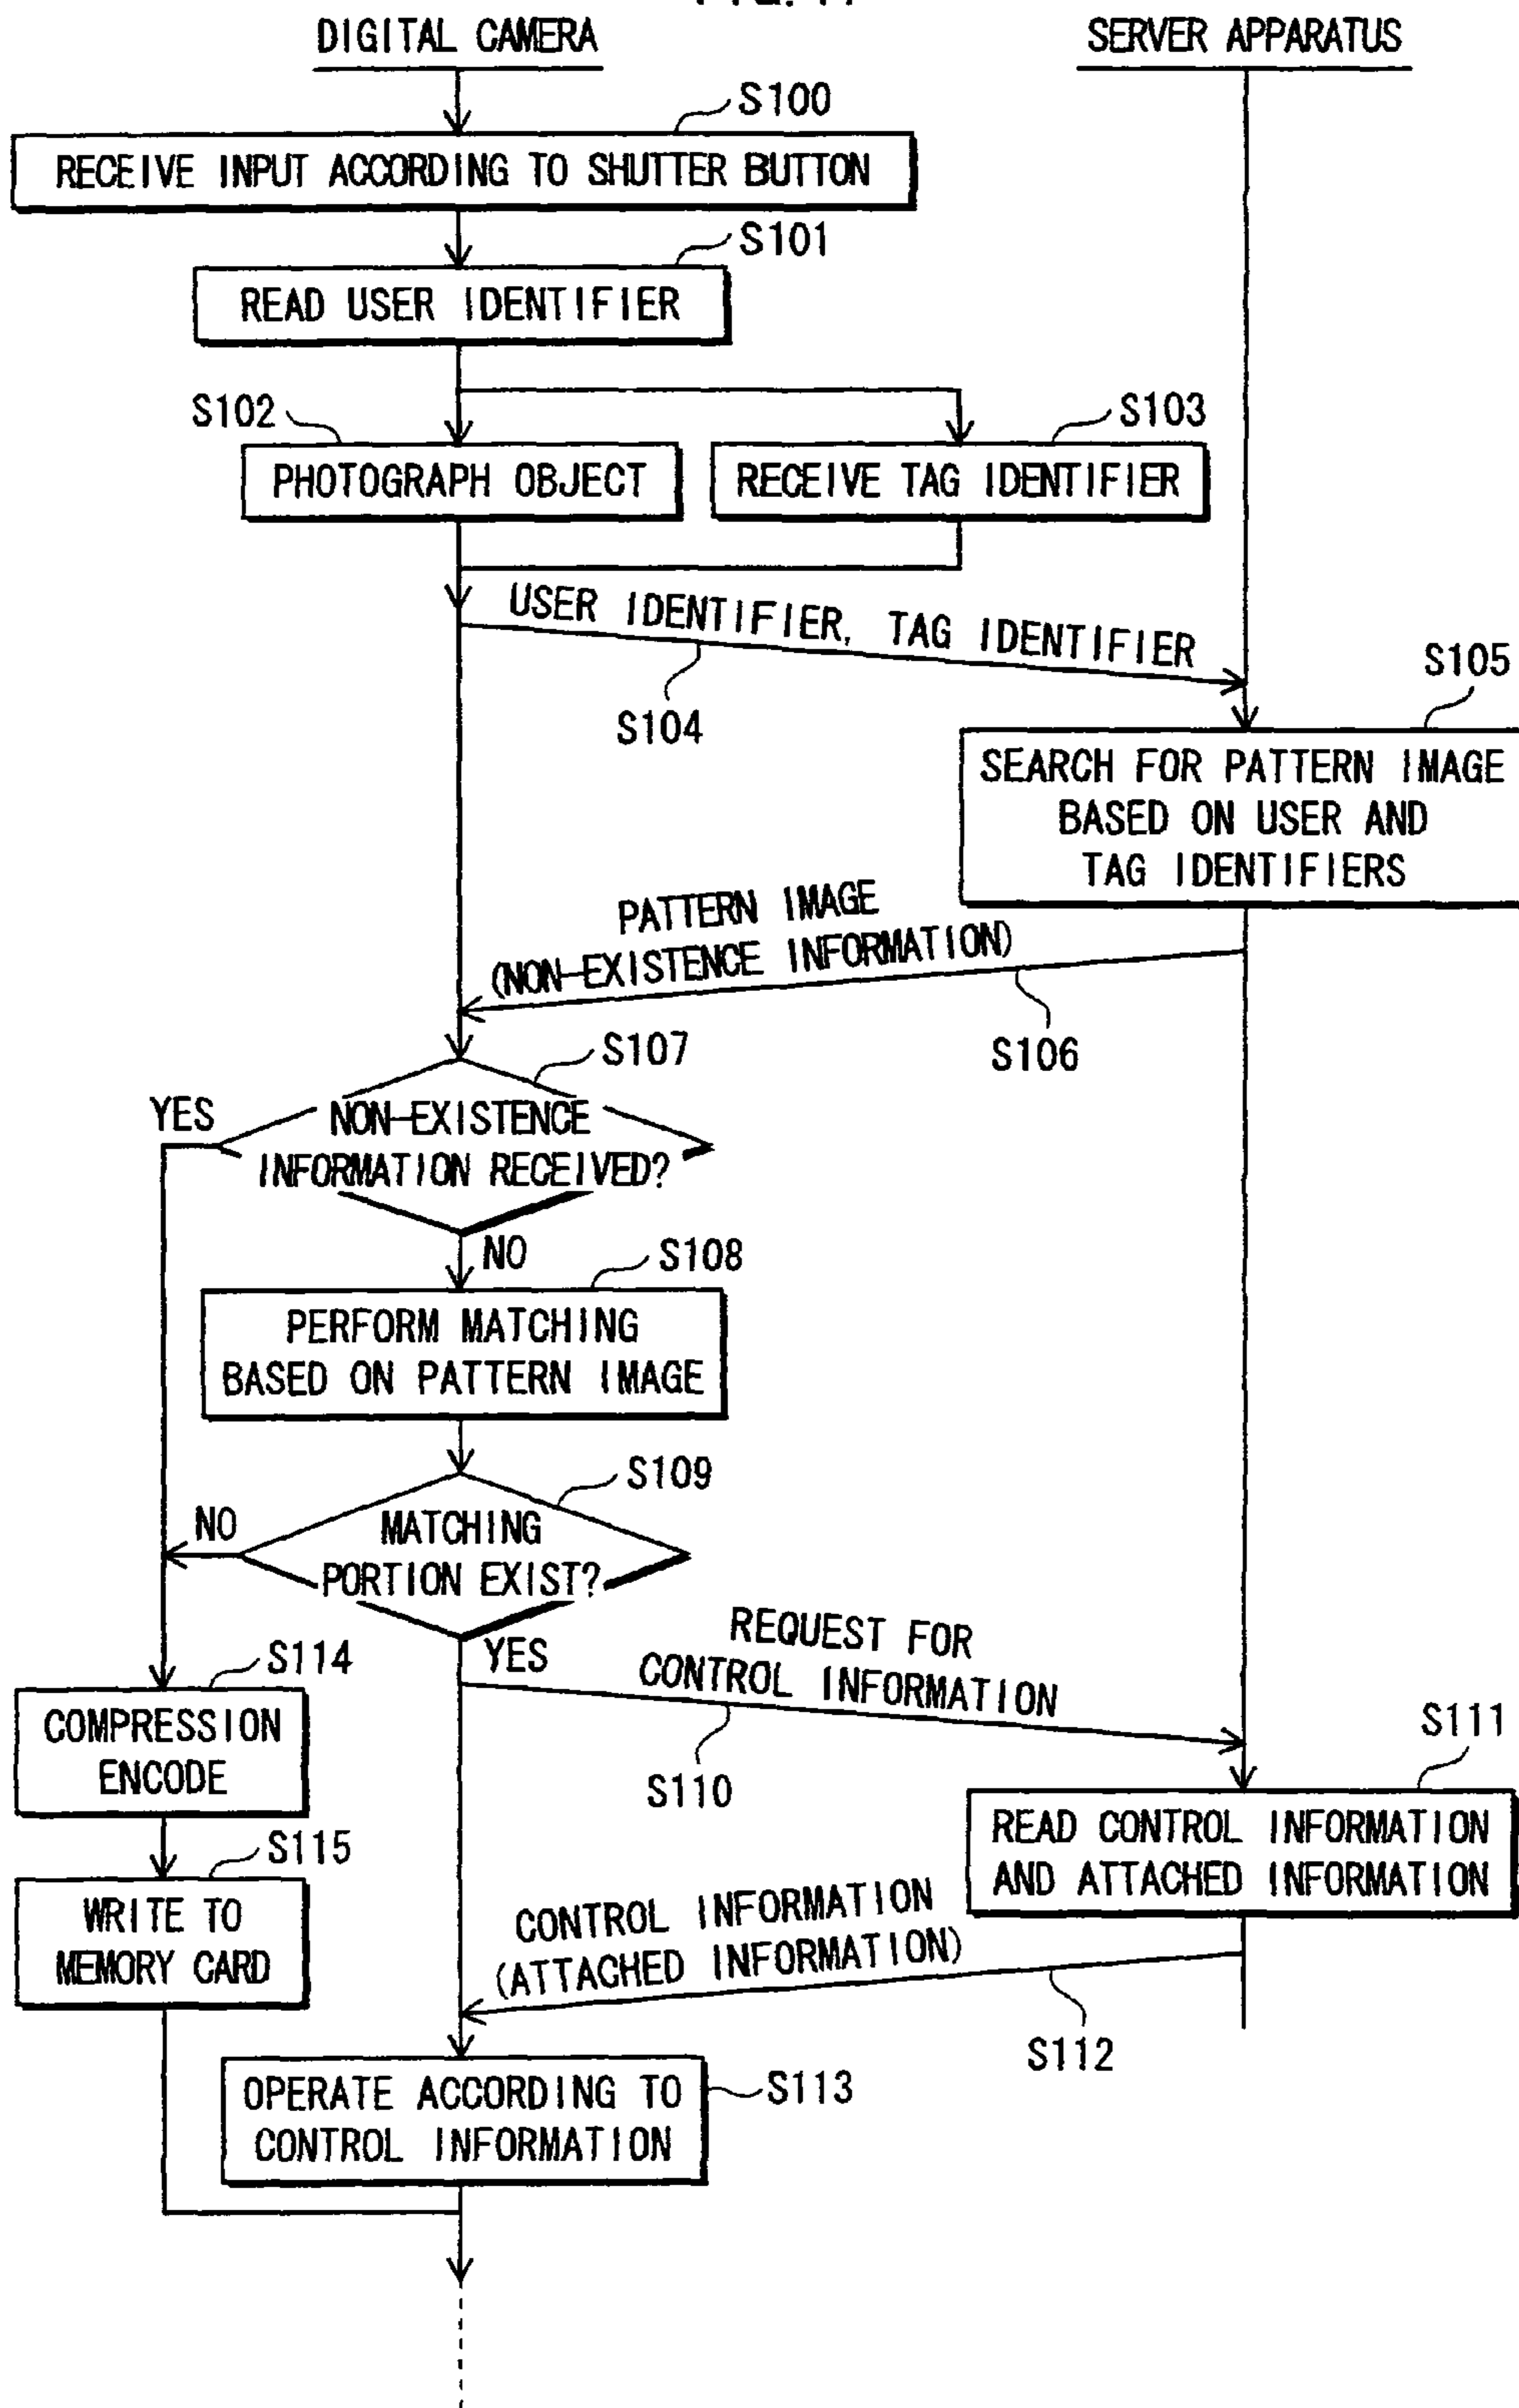 DIGITAL CAMERA
SERVER APPARATUS
S100
RECEIVE INPUT ACCORDING TO SHUTTER BUTTON
S101
READ USER IDENTIFIER
S102
S103
PHOTOGRAPH OBJECT
RECEIVE TAG IDENTIFIER
USER IDENTIFIER, TAG IDENTIFIER
S104
S105
SEARCH FOR PATTERN IMAGE
BASED ON USER AND
TAG IDENTIFIERS
PATTERN IMAGE
(NON-EXISTENCE INFORMATION)
S106
S107
YES
NON-EXISTENCE
INFORMATION RECEIVED?
NO
S108
PERFORM MATCHING
BASED ON PATTERN IMAGE
S109
NO
MATCHING
PORTION EXIST?
YES
REQUEST FOR
CONTROL INFORMATION
S110
S114
COMPRESSION
ENCODE
S111
READ CONTROL INFORMATION
AND ATTACHED INFORMATION
S115
WRITE TO
MEMORY CARD
CONTROL INFORMATION
(ATTACHED INFORMATION)
S112
OPERATE ACCORDING TO
CONTROL INFORMATION
S113